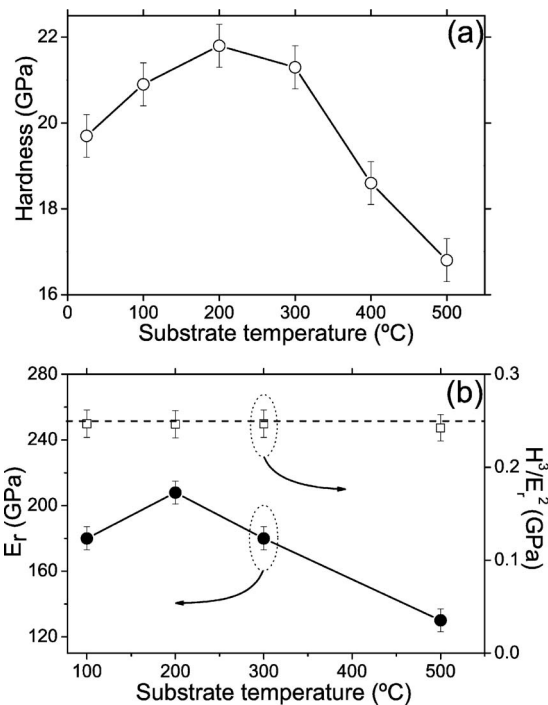 (a)
22
20
18
16
Hardness (GPa)
0 100 200 300 400 500
Substrate temperature (ºC)
(b)
280
240
200
160
120
E_r (GPa)
0.3
0.2
0.1
0.0
H³/E_r² (GPa)
100 200 300 400 500
Substrate temperature (ºC)